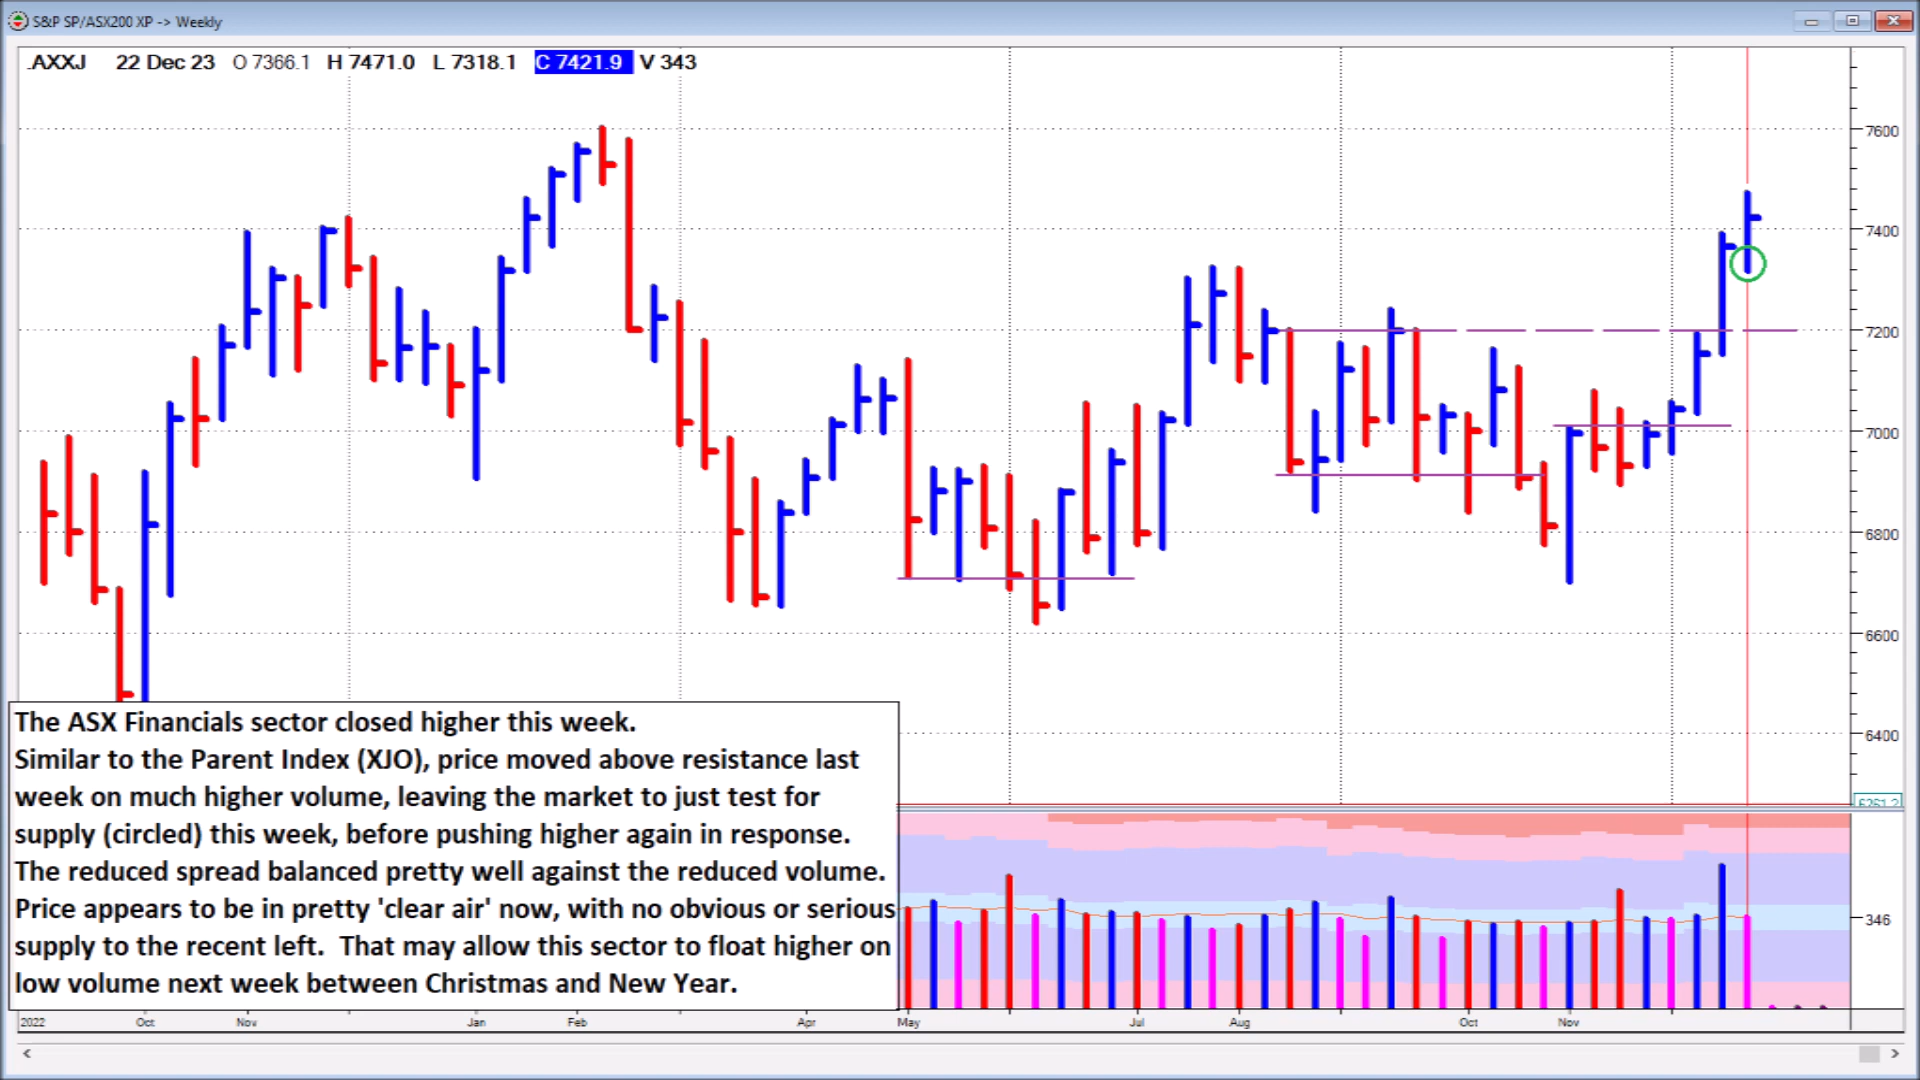 S&P SP/ASX200 XP -> Weekly
.AXXJ 22 Dec 23 O 7366.1 H 7471.0 L 7318.1 C 7421.9 V 343
7600
7400
7200
7000
6800
6600
6400
6261.2
The ASX Financials sector closed higher this week.
Similar to the Parent Index (XJO), price moved above resistance last
week on much higher volume, leaving the market to just test for
supply (circled) this week, before pushing higher again in response.
The reduced spread balanced pretty well against the reduced volume.
Price appears to be in pretty 'clear air' now, with no obvious or serious
supply to the recent left. That may allow this sector to float higher on
low volume next week between Christmas and New Year.
346
2022 Oct Nov Jan Feb Apr May Jul Aug Oct Nov